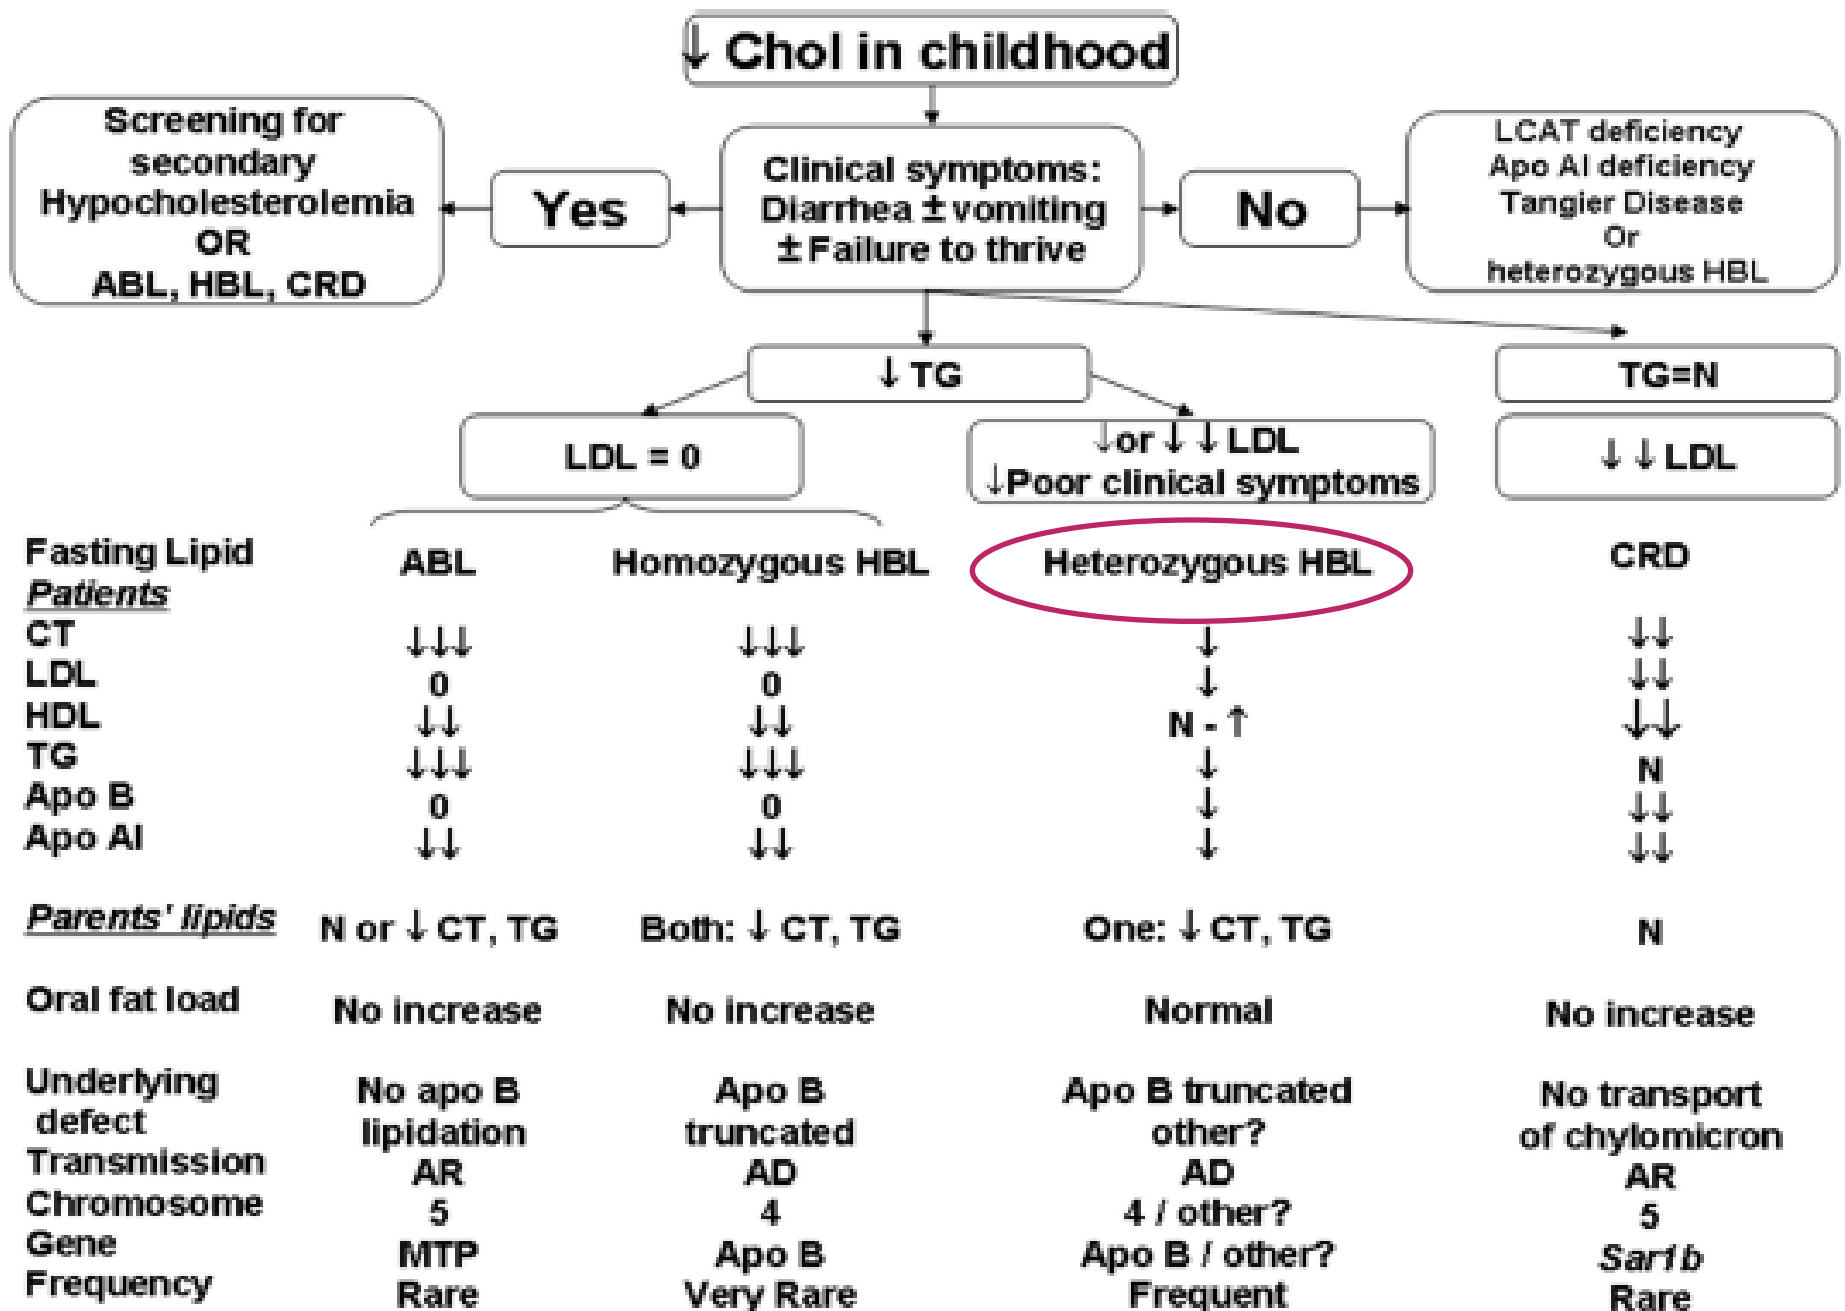 ↓ Chol in childhood
Screening for
secondary
Hypocholesterolemia
OR
ABL, HBL, CRD
Yes
Clinical symptoms:
Diarrhea ± vomiting
± Failure to thrive
No
LCAT deficiency
Apo AI deficiency
Tangier Disease
Or
heterozygous HBL
↓ TG
TG=N
LDL = 0
↓or ↓ ↓ LDL
↓Poor clinical symptoms
↓ ↓ LDL
Fasting Lipid ABL Homozygous HBL Heterozygous HBL CRD
Patients
CT ↓↓↓ ↓↓↓ ↓ ↓↓
LDL 0 0 ↓ ↓↓
HDL ↓↓ ↓↓ N - ↑ ↓↓
TG ↓↓↓ ↓↓↓ ↓ N
Apo B 0 0 ↓ ↓↓
Apo AI ↓↓ ↓↓ ↓ ↓↓
Parents' lipids N or ↓ CT, TG Both: ↓ CT, TG One: ↓ CT, TG N
Oral fat load No increase No increase Normal No increase
Underlying No apo B Apo B Apo B truncated No transport
defect lipidation truncated other? of chylomicron
Transmission AR AD AD AR
Chromosome 5 4 4 / other? 5
Gene MTP Apo B Apo B / other? Sar1b
Frequency Rare Very Rare Frequent Rare